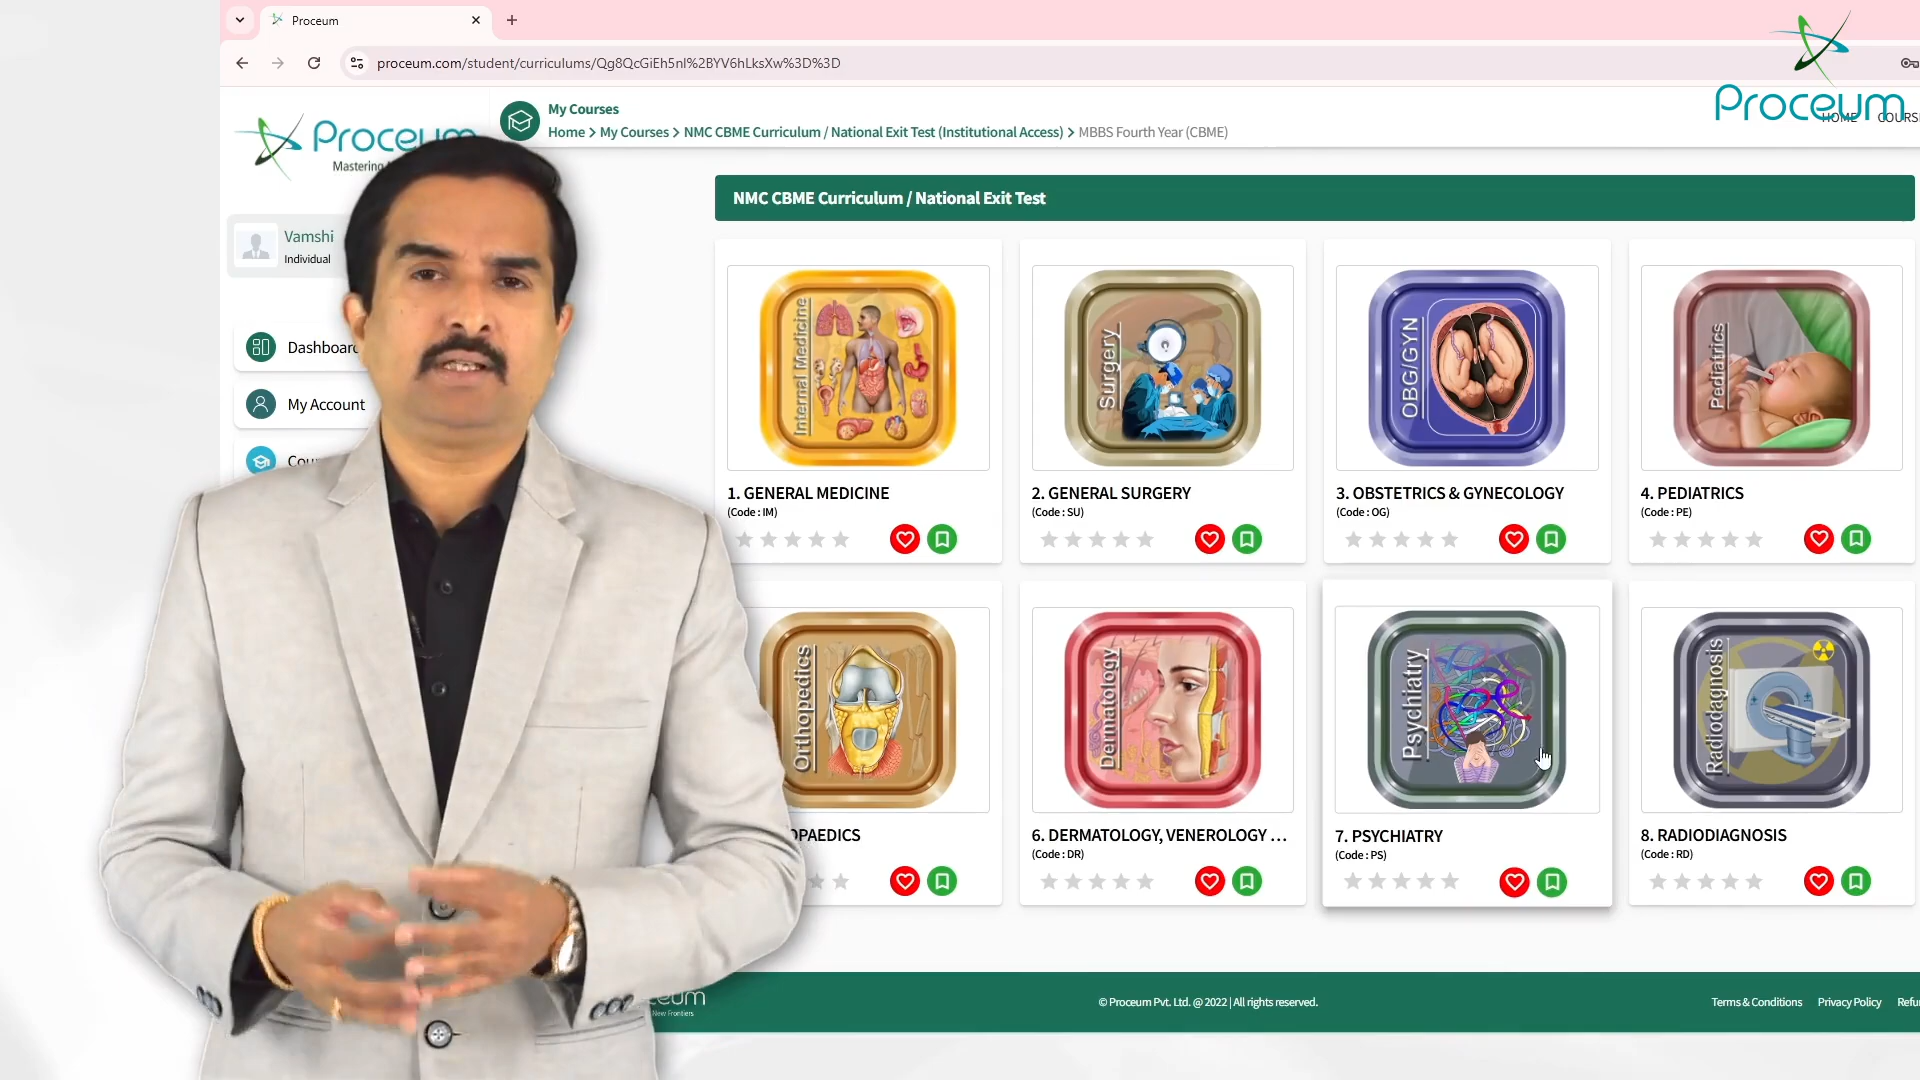 Proceum
proceum.com/student/curriculums/Qg8QcGiEh5nl%2BYV6hLksXw%3D%3D
Proceum
HOME
My Courses
Home > My Courses > NMC CBME Curriculum / National Exit Test (Institutional Access) > MBBS Fourth Year (CBME)
Proceum
Mastering
Vamshi
Individual
My Account
NMC CBME Curriculum / National Exit Test
Internal Medicine
Surgery
OBG/GYN
Pediatrics
1. GENERAL MEDICINE
(Code : IM)
2. GENERAL SURGERY
(Code : SU)
3. OBSTETRICS & GYNECOLOGY
(Code : OG)
4. PEDIATRICS
(Code : PE)
Orthopedics
Dermatology
Psychiatry
Radiodagnosis
OPAEDICS
6. DERMATOLOGY, VENEROLOGY ...
(Code : DR)
7. PSYCHIATRY
(Code : PS)
8. RADIODIAGNOSIS
(Code : RD)
New Frontiers
© Proceum Pvt. Ltd. @ 2022 | All rights reserved.
Terms & Conditions
Privacy Policy